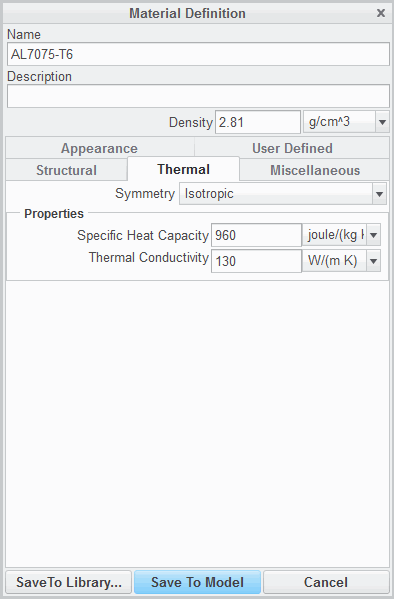 Material Definition x
Name
AL7075-T6
Description
Density 2.81 g/cm^3
Appearance User Defined
Structural Thermal Miscellaneous
Symmetry Isotropic
Properties
Specific Heat Capacity 960 joule/(kg
Thermal Conductivity 130 W/(m K)
SaveTo Library... Save To Model Cancel